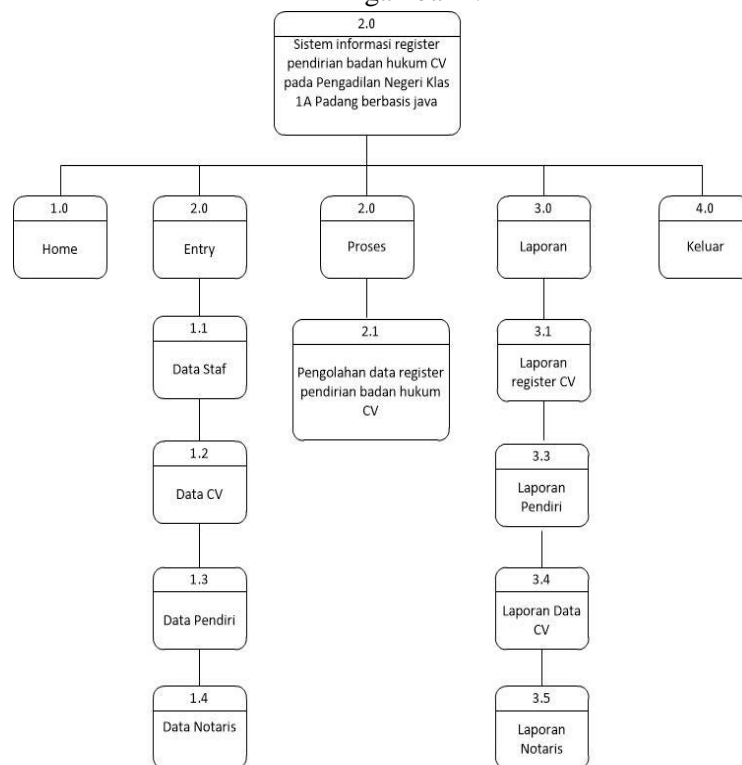 2.0
Sistem informasi register
pendirian badan hukum CV
pada Pengadilan Negeri Klas
1A Padang berbasis java
1.0
Home
2.0
Entry
2.0
Proses
3.0
Laporan
4.0
Keluar
1.1
Data Staf
2.1
Pengolahan data register
pendirian badan hukum
CV
3.1
Laporan
register CV
1.2
Data CV
3.3
Laporan
Pendiri
1.3
Data Pendiri
3.4
Laporan Data
CV
1.4
Data Notaris
3.5
Laporan
Notaris